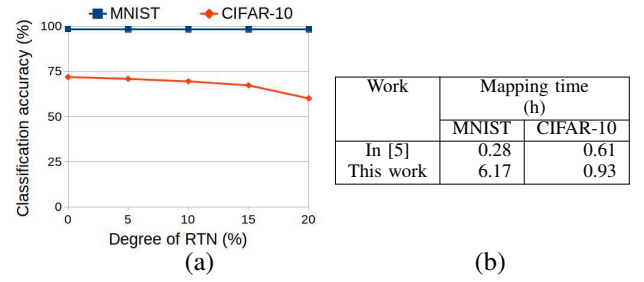 MNIST CIFAR-10
Classification accuracy (%)
100
75
50
25
0
0 5 10 15 20
Degree of RTN (%)
(a)
Work Mapping time
(h)
MNIST CIFAR-10
In [5] 0.28 0.61
This work 6.17 0.93
(b)